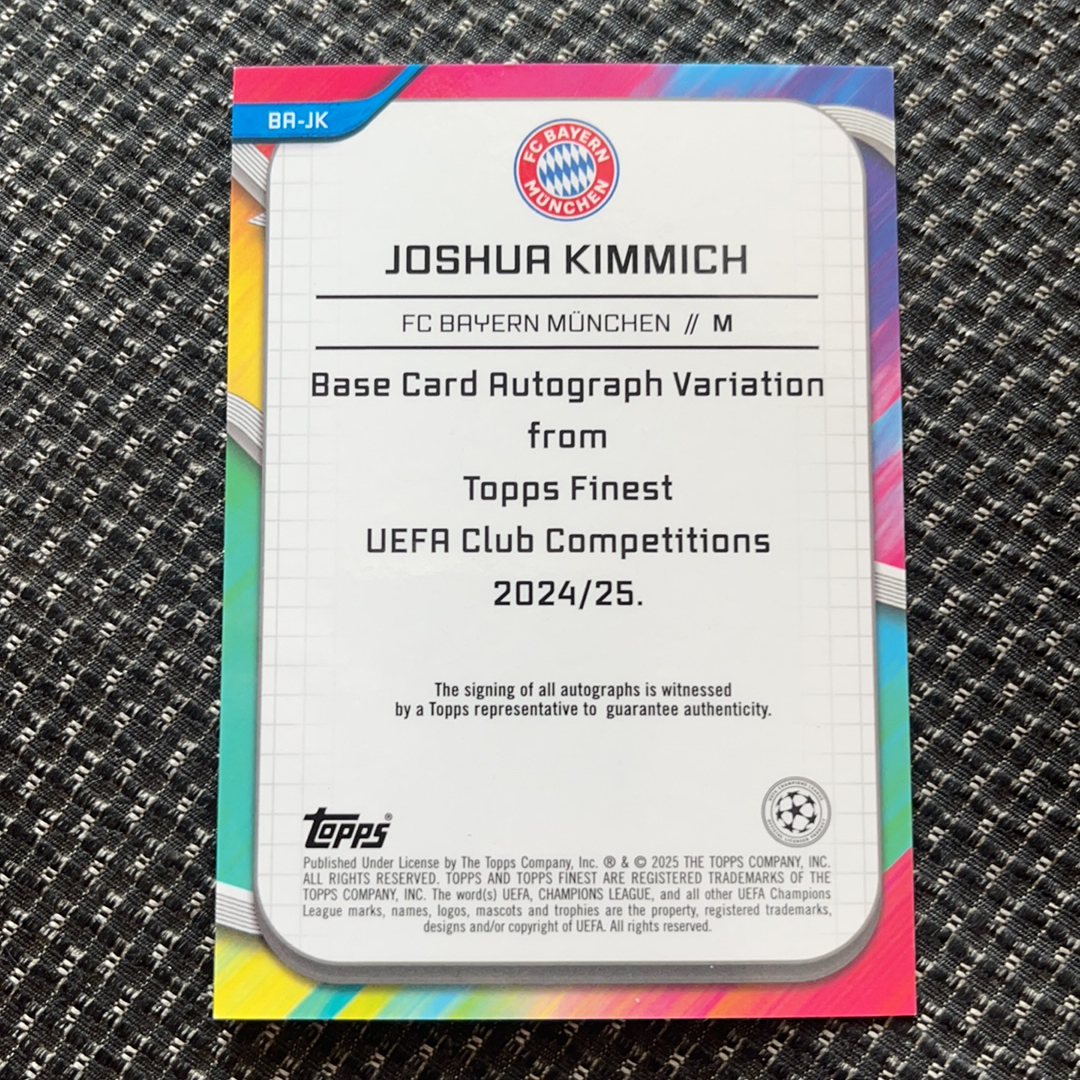 BA-JK
FC BAYERN
MÜNCHEN
JOSHUA KIMMICH
FC BAYERN MÜNCHEN // M
Base Card Autograph Variation
from
Topps Finest
UEFA Club Competitions
2024/25.
The signing of all autographs is witnessed
by a Topps representative to guarantee authenticity.
topps®
Published Under License by The Topps Company, Inc. ® & © 2025 THE TOPPS COMPANY, INC.
ALL RIGHTS RESERVED. TOPPS AND TOPPS FINEST ARE REGISTERED TRADEMARKS OF THE
TOPPS COMPANY, INC. The word(s) UEFA, CHAMPIONS LEAGUE, and all other UEFA Champions
League marks, names, logos, mascots and trophies are the property, registered trademarks,
designs and/or copyright of UEFA. All rights reserved.